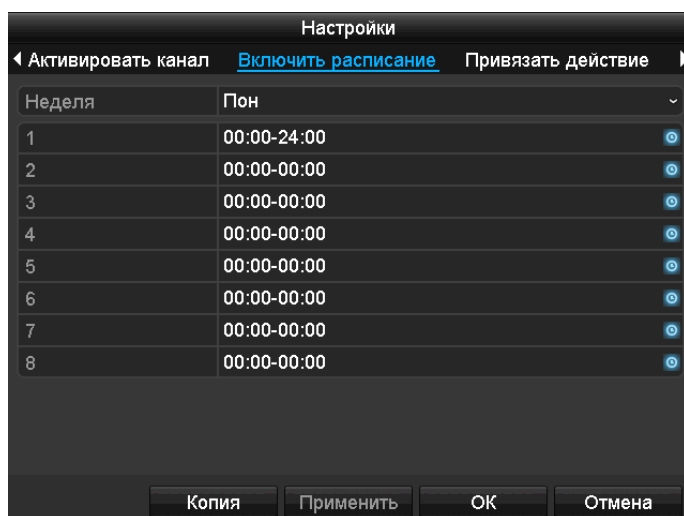 Настройки
Активировать канал Включить расписание Привязать действие
Неделя Пон
1 00:00-24:00
2 00:00-00:00
3 00:00-00:00
4 00:00-00:00
5 00:00-00:00
6 00:00-00:00
7 00:00-00:00
8 00:00-00:00
Копия Применить ОК Отмена